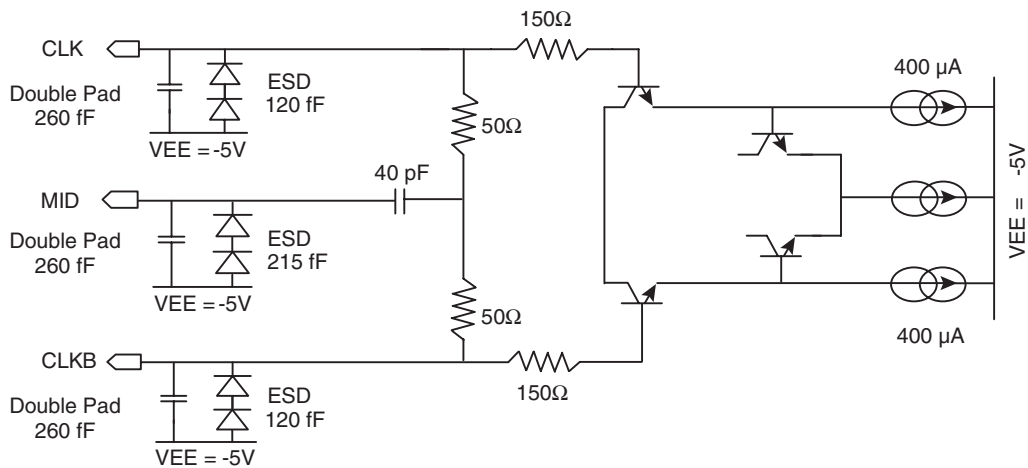 150Ω
CLK
ESD
120 fF
Double Pad
260 fF
VEE = -5V
50Ω
400 µA
40 pF
MID
ESD
215 fF
Double Pad
260 fF
VEE = -5V
50Ω
VEE = -5V
400 µA
CLKB
150Ω
ESD
120 fF
Double Pad
260 fF
VEE = -5V